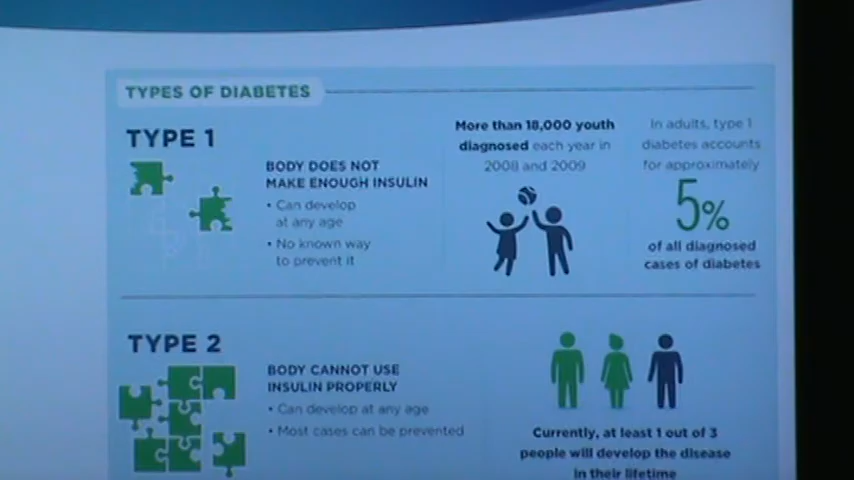 TYPES OF DIABETES
TYPE 1
BODY DOES NOT
MAKE ENOUGH INSULIN
• Can develop
at any age
• No known way
to prevent it
More than 18,000 youth
diagnosed each year in
2008 and 2009
In adults, type 1
diabetes accounts
for approximately
5%
of all diagnosed
cases of diabetes
TYPE 2
BODY CANNOT USE
INSULIN PROPERLY
• Can develop at any age
• Most cases can be prevented
Currently, at least 1 out of 3
people will develop the disease
in their lifetime